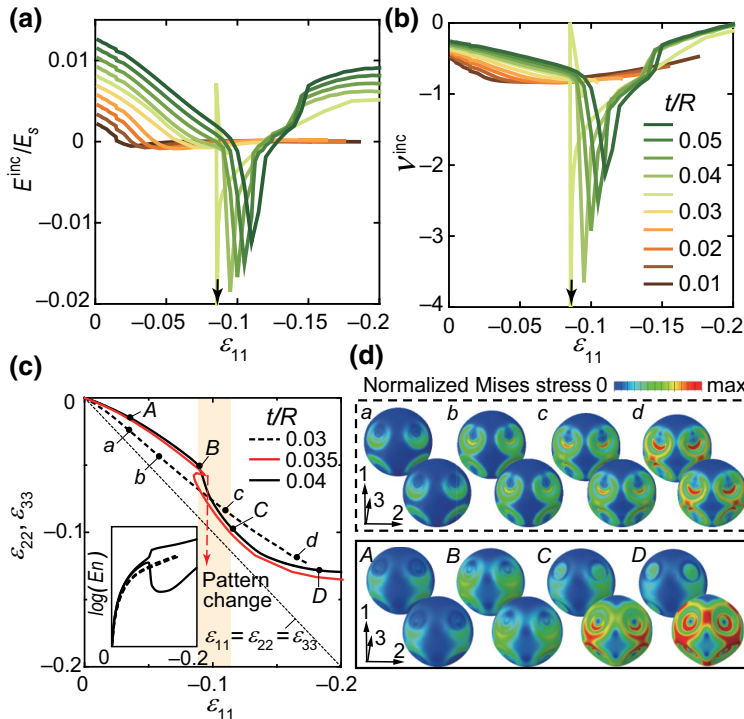 (a)
0.01
0
−0.01
−0.02
E^inc/E_s
0 −0.05 −0.1 −0.15 −0.2
ε₁₁
(b)
0
−1
−2
−3
−4
ν^inc
t/R
0.05
0.04
0.03
0.02
0.01
0 −0.05 −0.1 −0.15 −0.2
ε₁₁
(c)
0
−0.1
−0.2
ε₂₂, ε₃₃
A
a
b
B
c
C
d
D
t/R
0.03
0.035
0.04
Pattern
change
ε₁₁ = ε₂₂ = ε₃₃
log(En)
0 −0.2
0 −0.1 −0.2
ε₁₁
(d)
Normalized Mises stress 0 max
a b c d
1
3
2
A B C D
1
3
2